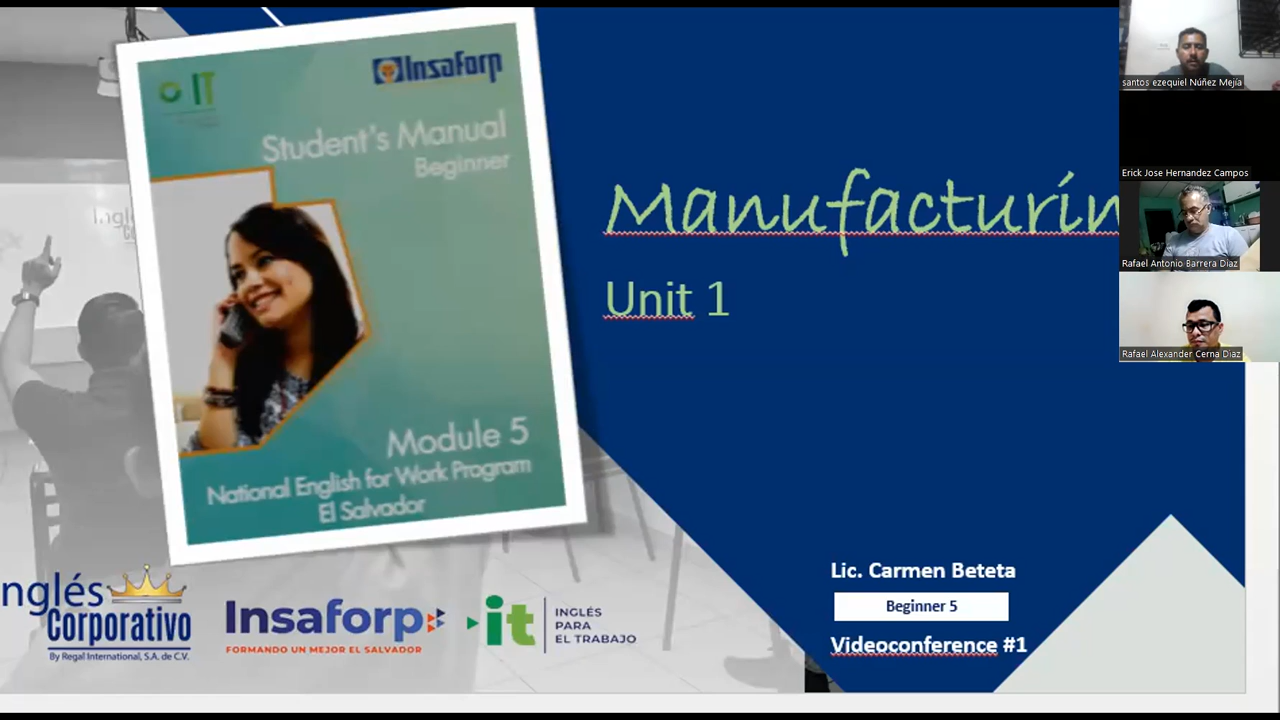 Insaforp
IT
Student's Manual
Beginner
Module 5
National English for Work Program
El Salvador
Manufacturin
Unit 1
nglés
Corporativo
By Regal International, S.A. de C.V.
Insaforp
FORMANDO UN MEJOR EL SALVADOR
it
INGLÉS
PARA
EL TRABAJO
Lic. Carmen Beteta
Beginner 5
Videoconference #1
santos ezequiel Núñez Mejía
Erick Jose Hernandez Campos
Rafael Antonio Barrera Diaz
Rafael Alexander Cerna Diaz